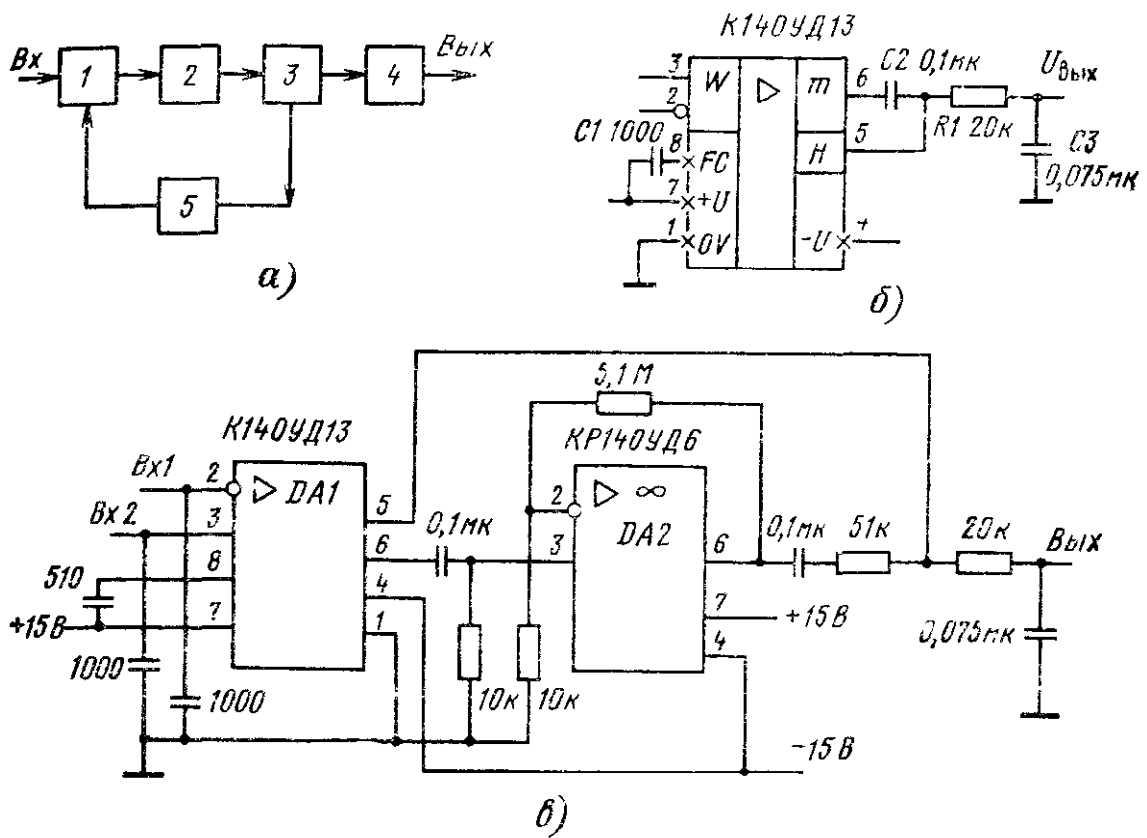 Вх
1
2
3
4
Вых
5
а)
К140УД13
3
W
▷
m
6
C2 0,1мк
Uвых
2
C1 1000
8
FC
H
5
R1 20к
C3
0,075мк
7
+U
1
0V
-U
4
б)
5,1 М
К140УД13
КР140УД6
Вх1
2
▷ DA1
5
Вх 2
3
0,1мк
2
▷ ∞
DA2
0,1мк
51к
20к
Вых
6
3
6
510
8
4
7
+15 В
+15 В
7
1
4
0,075мк
1000
1000
10к
10к
-15 В
в)